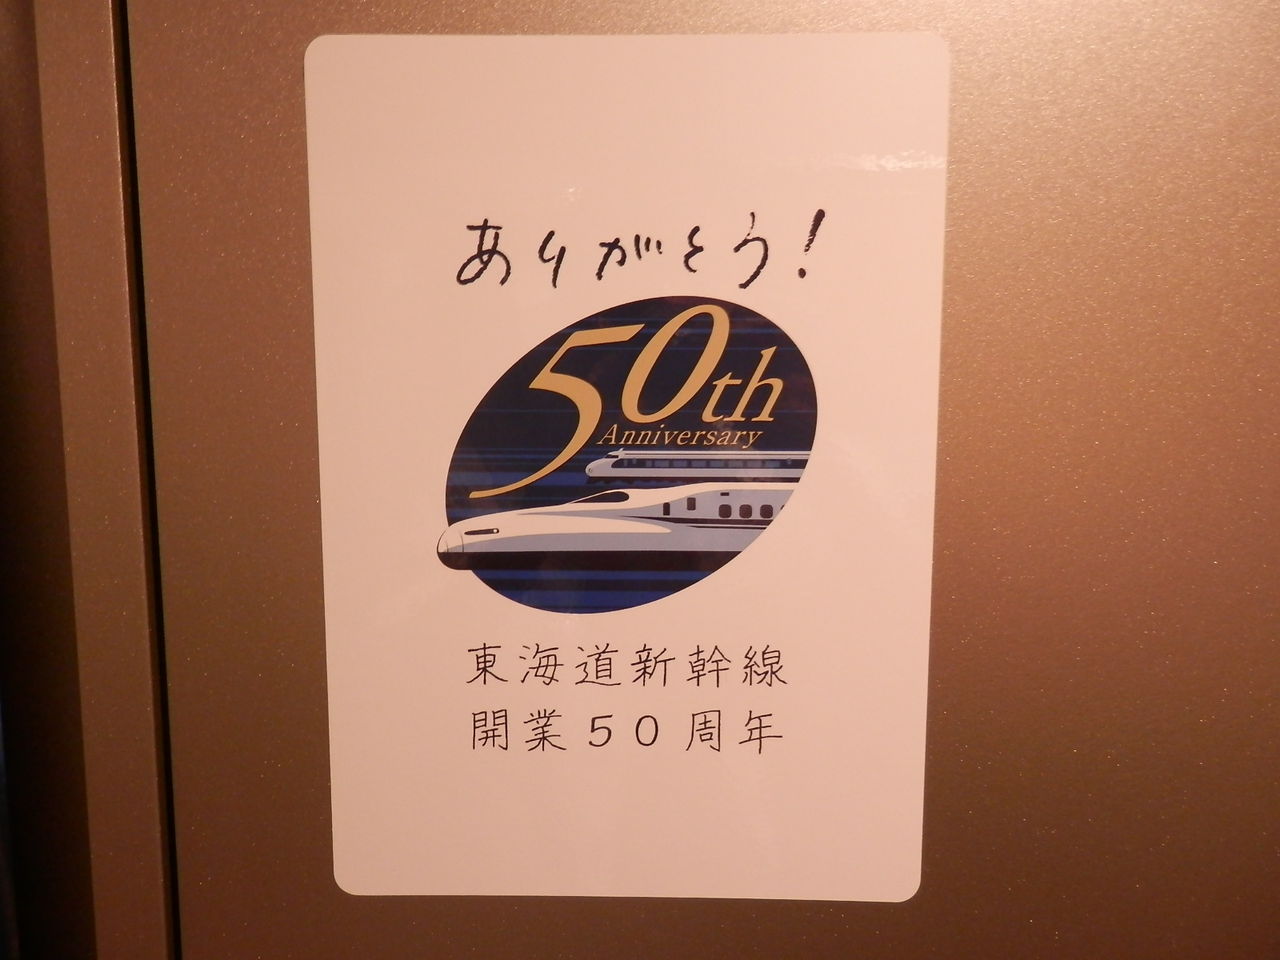 ありがとう!
50th
Anniversary
東海道新幹線
開業50周年